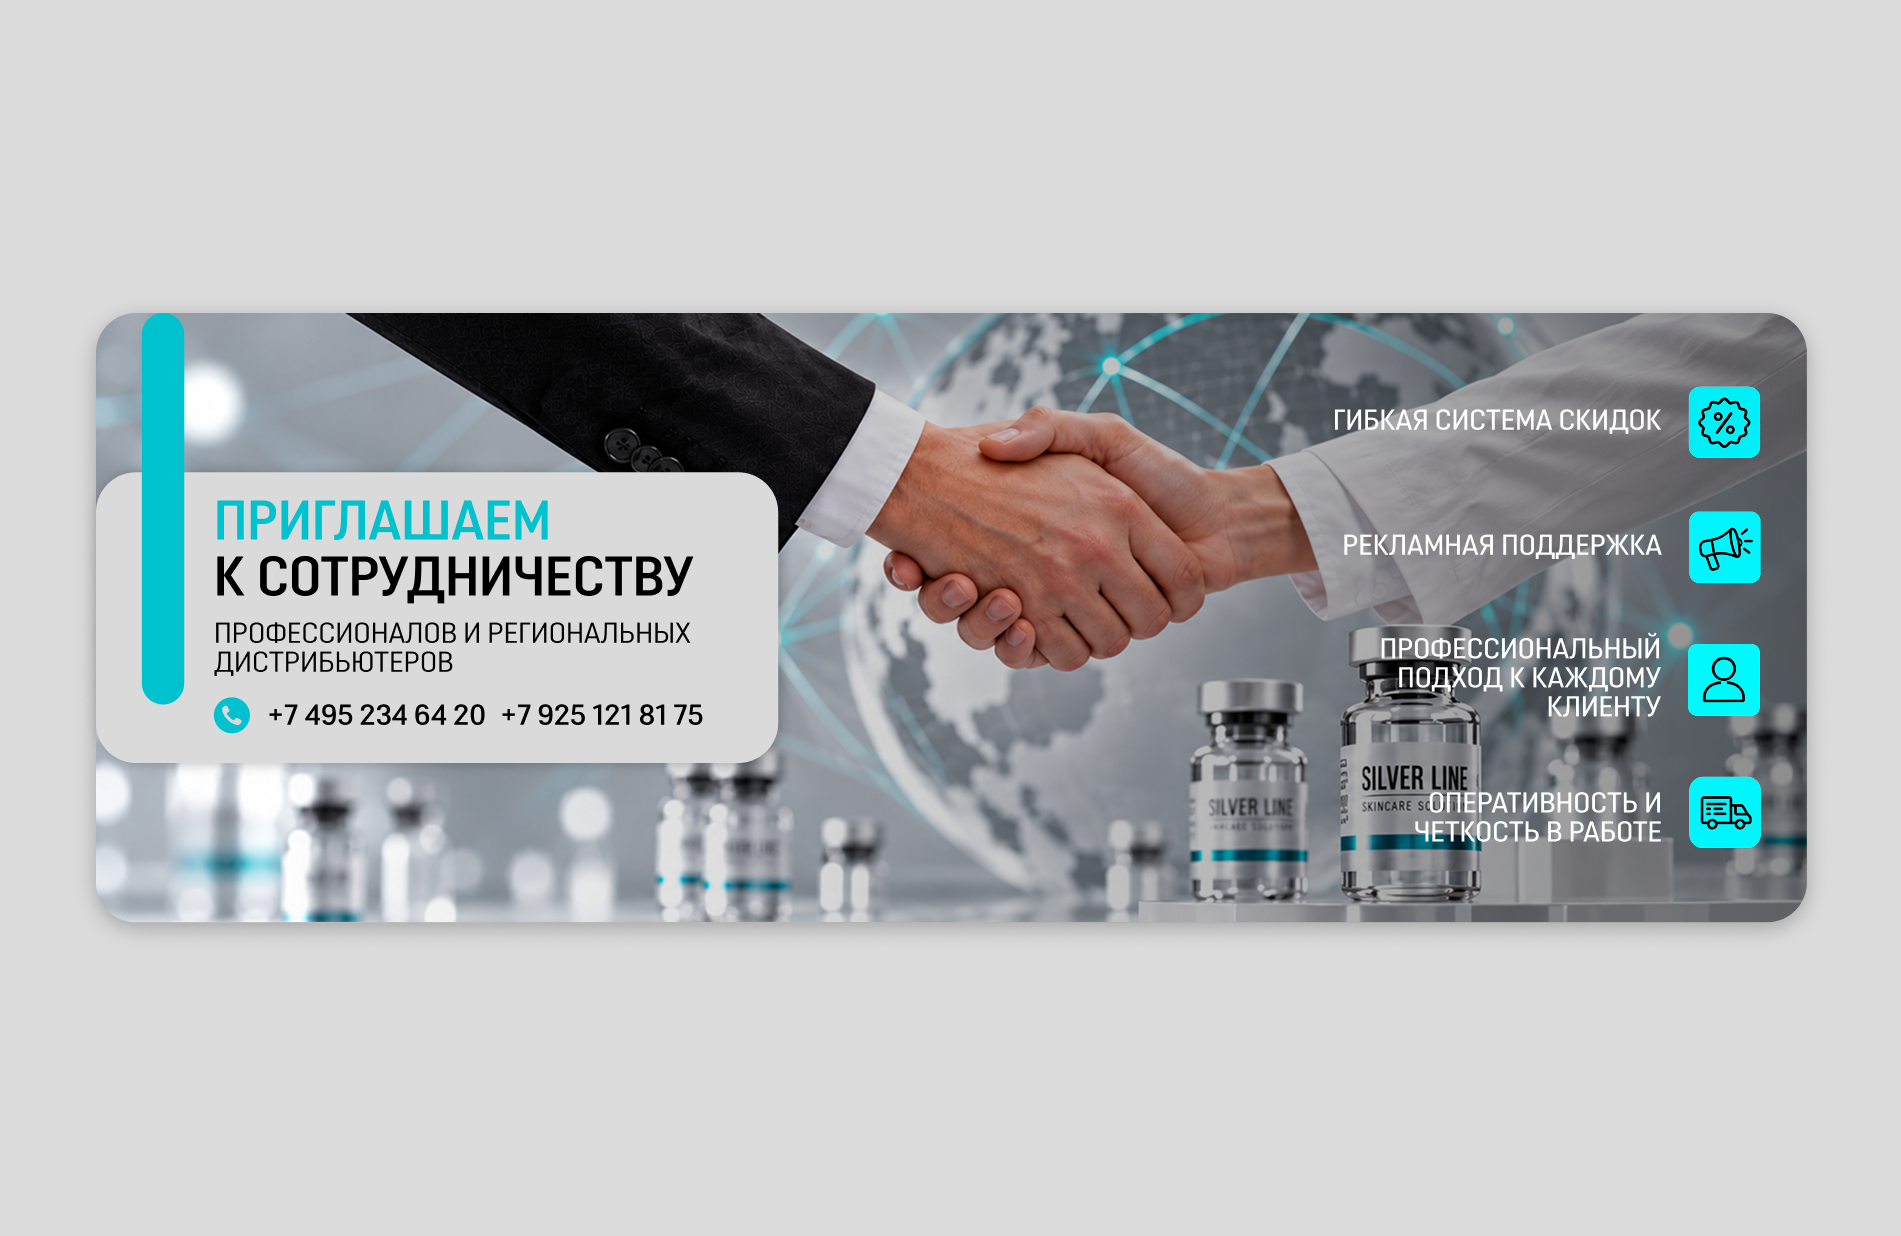 ПРИГЛАШАЕМ
К СОТРУДНИЧЕСТВУ
ПРОФЕССИОНАЛОВ И РЕГИОНАЛЬНЫХ
ДИСТРИБЬЮТЕРОВ
+7 495 234 64 20 +7 925 121 81 75
ГИБКАЯ СИСТЕМА СКИДОК
РЕКЛАМНАЯ ПОДДЕРЖКА
ПРОФЕССИОНАЛЬНЫЙ
ПОДХОД К КАЖДОМУ
КЛИЕНТУ
ОПЕРАТИВНОСТЬ И
ЧЕТКОСТЬ В РАБОТЕ
SILVER LINE
SILVER LINE
SKINCARE